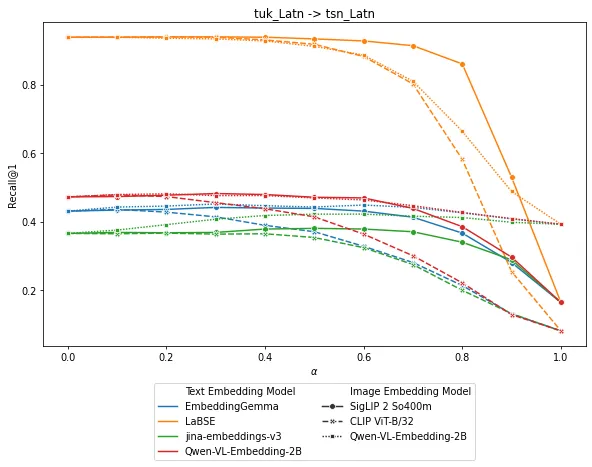 tuk_Latn -> tsn_Latn
Recall@1
0.8
0.6
0.4
0.2
0.0 0.2 0.4 0.6 0.8 1.0
α
Text Embedding Model Image Embedding Model
EmbeddingGemma SigLIP 2 So400m
LaBSE CLIP ViT-B/32
jina-embeddings-v3 Qwen-VL-Embedding-2B
Qwen-VL-Embedding-2B